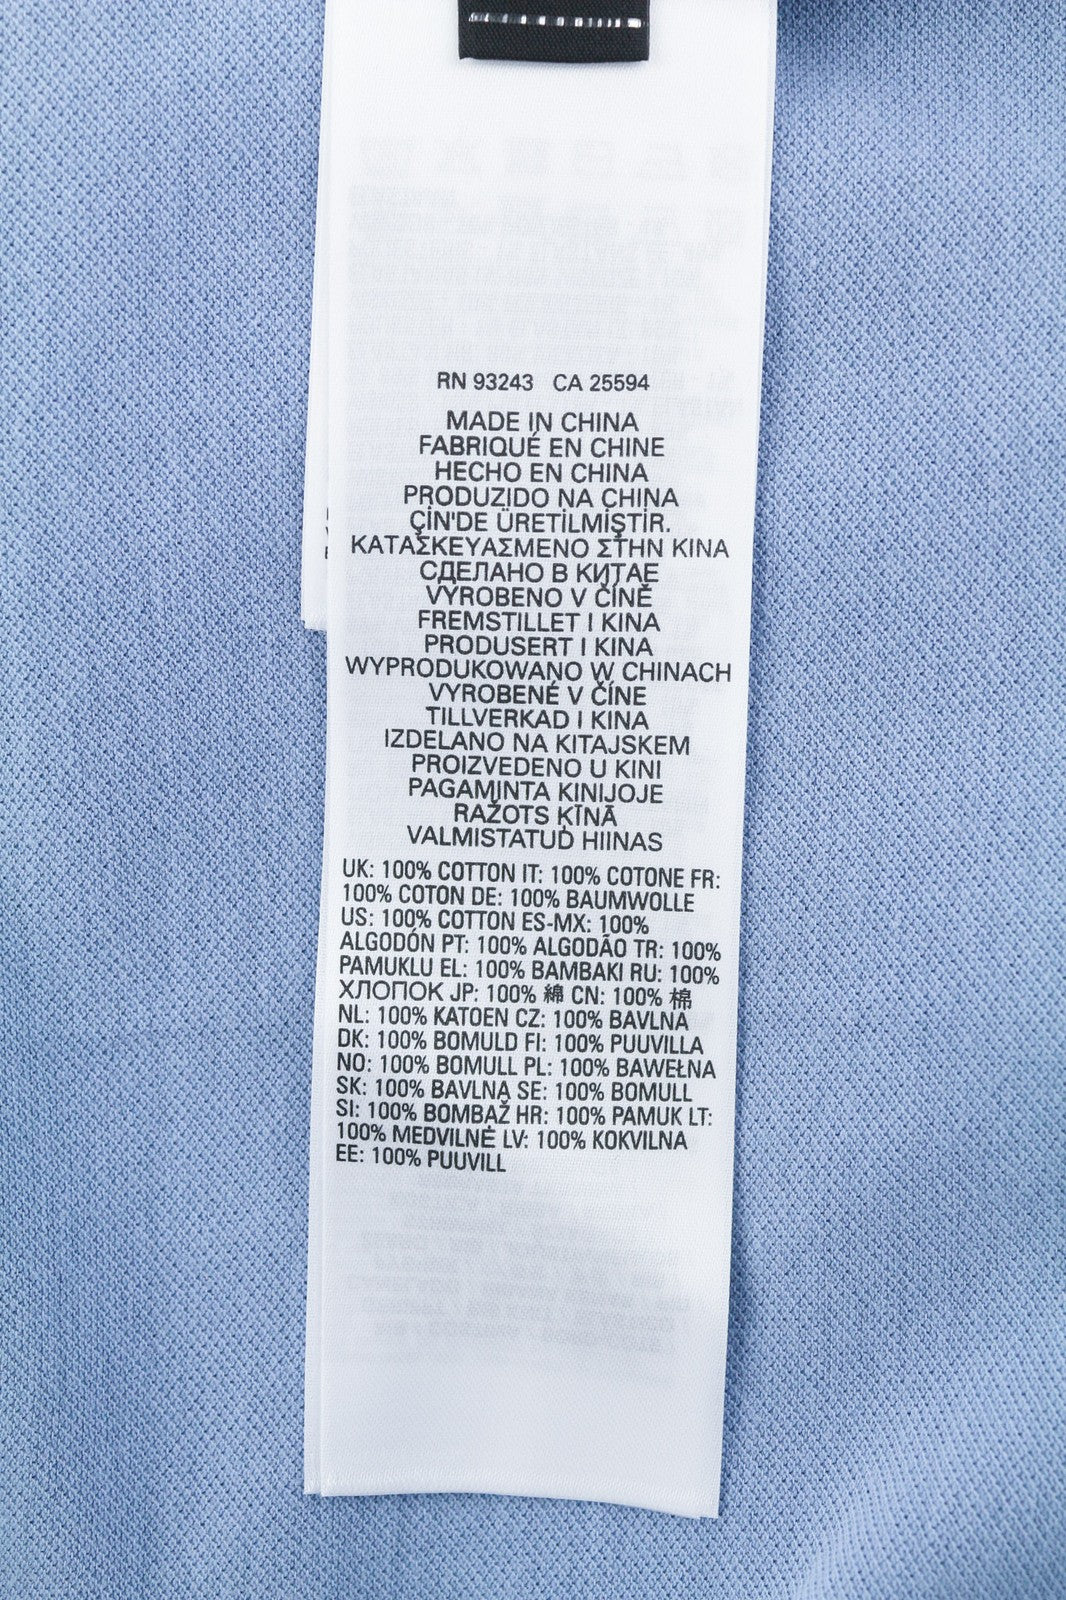 RN 93243 CA 25594
MADE IN CHINA
FABRIQUÉ EN CHINE
HECHO EN CHINA
PRODUZIDO NA CHINA
ÇİN'DE ÜRETİLMİŞTİR.
ΚΑΤΑΣΚΕΥΑΣΜΕΝΟ ΣΤΗΝ ΚΙΝΑ
СДЕЛАНО В КИТАЕ
VYROBENO V ČÍNĚ
FREMSTILLET I KINA
PRODUSERT I KINA
WYPRODUKOWANO W CHINACH
VYROBENÉ V ČÍNE
TILLVERKAD I KINA
IZDELANO NA KITAJSKEM
PROIZVEDENO U KINI
PAGAMINTA KINIJOJE
RAŽOTS ĶĪNĀ
VALMISTATUD HIINAS
UK: 100% COTTON IT: 100% COTONE FR:
100% COTON DE: 100% BAUMWOLLE
US: 100% COTTON ES-MX: 100%
ALGODÓN PT: 100% ALGODÃO TR: 100%
PAMUKLU EL: 100% ΒΑΜΒΑΚΙ RU: 100%
ХЛОПОК JP: 100% 綿 CN: 100% 棉
NL: 100% KATOEN CZ: 100% BAVLNA
DK: 100% BOMULD FI: 100% PUUVILLA
NO: 100% BOMULL PL: 100% BAWEŁNA
SK: 100% BAVLNA SE: 100% BOMULL
SI: 100% BOMBAŽ HR: 100% PAMUK LT:
100% MEDVILNĖ LV: 100% KOKVILNA
EE: 100% PUUVILL